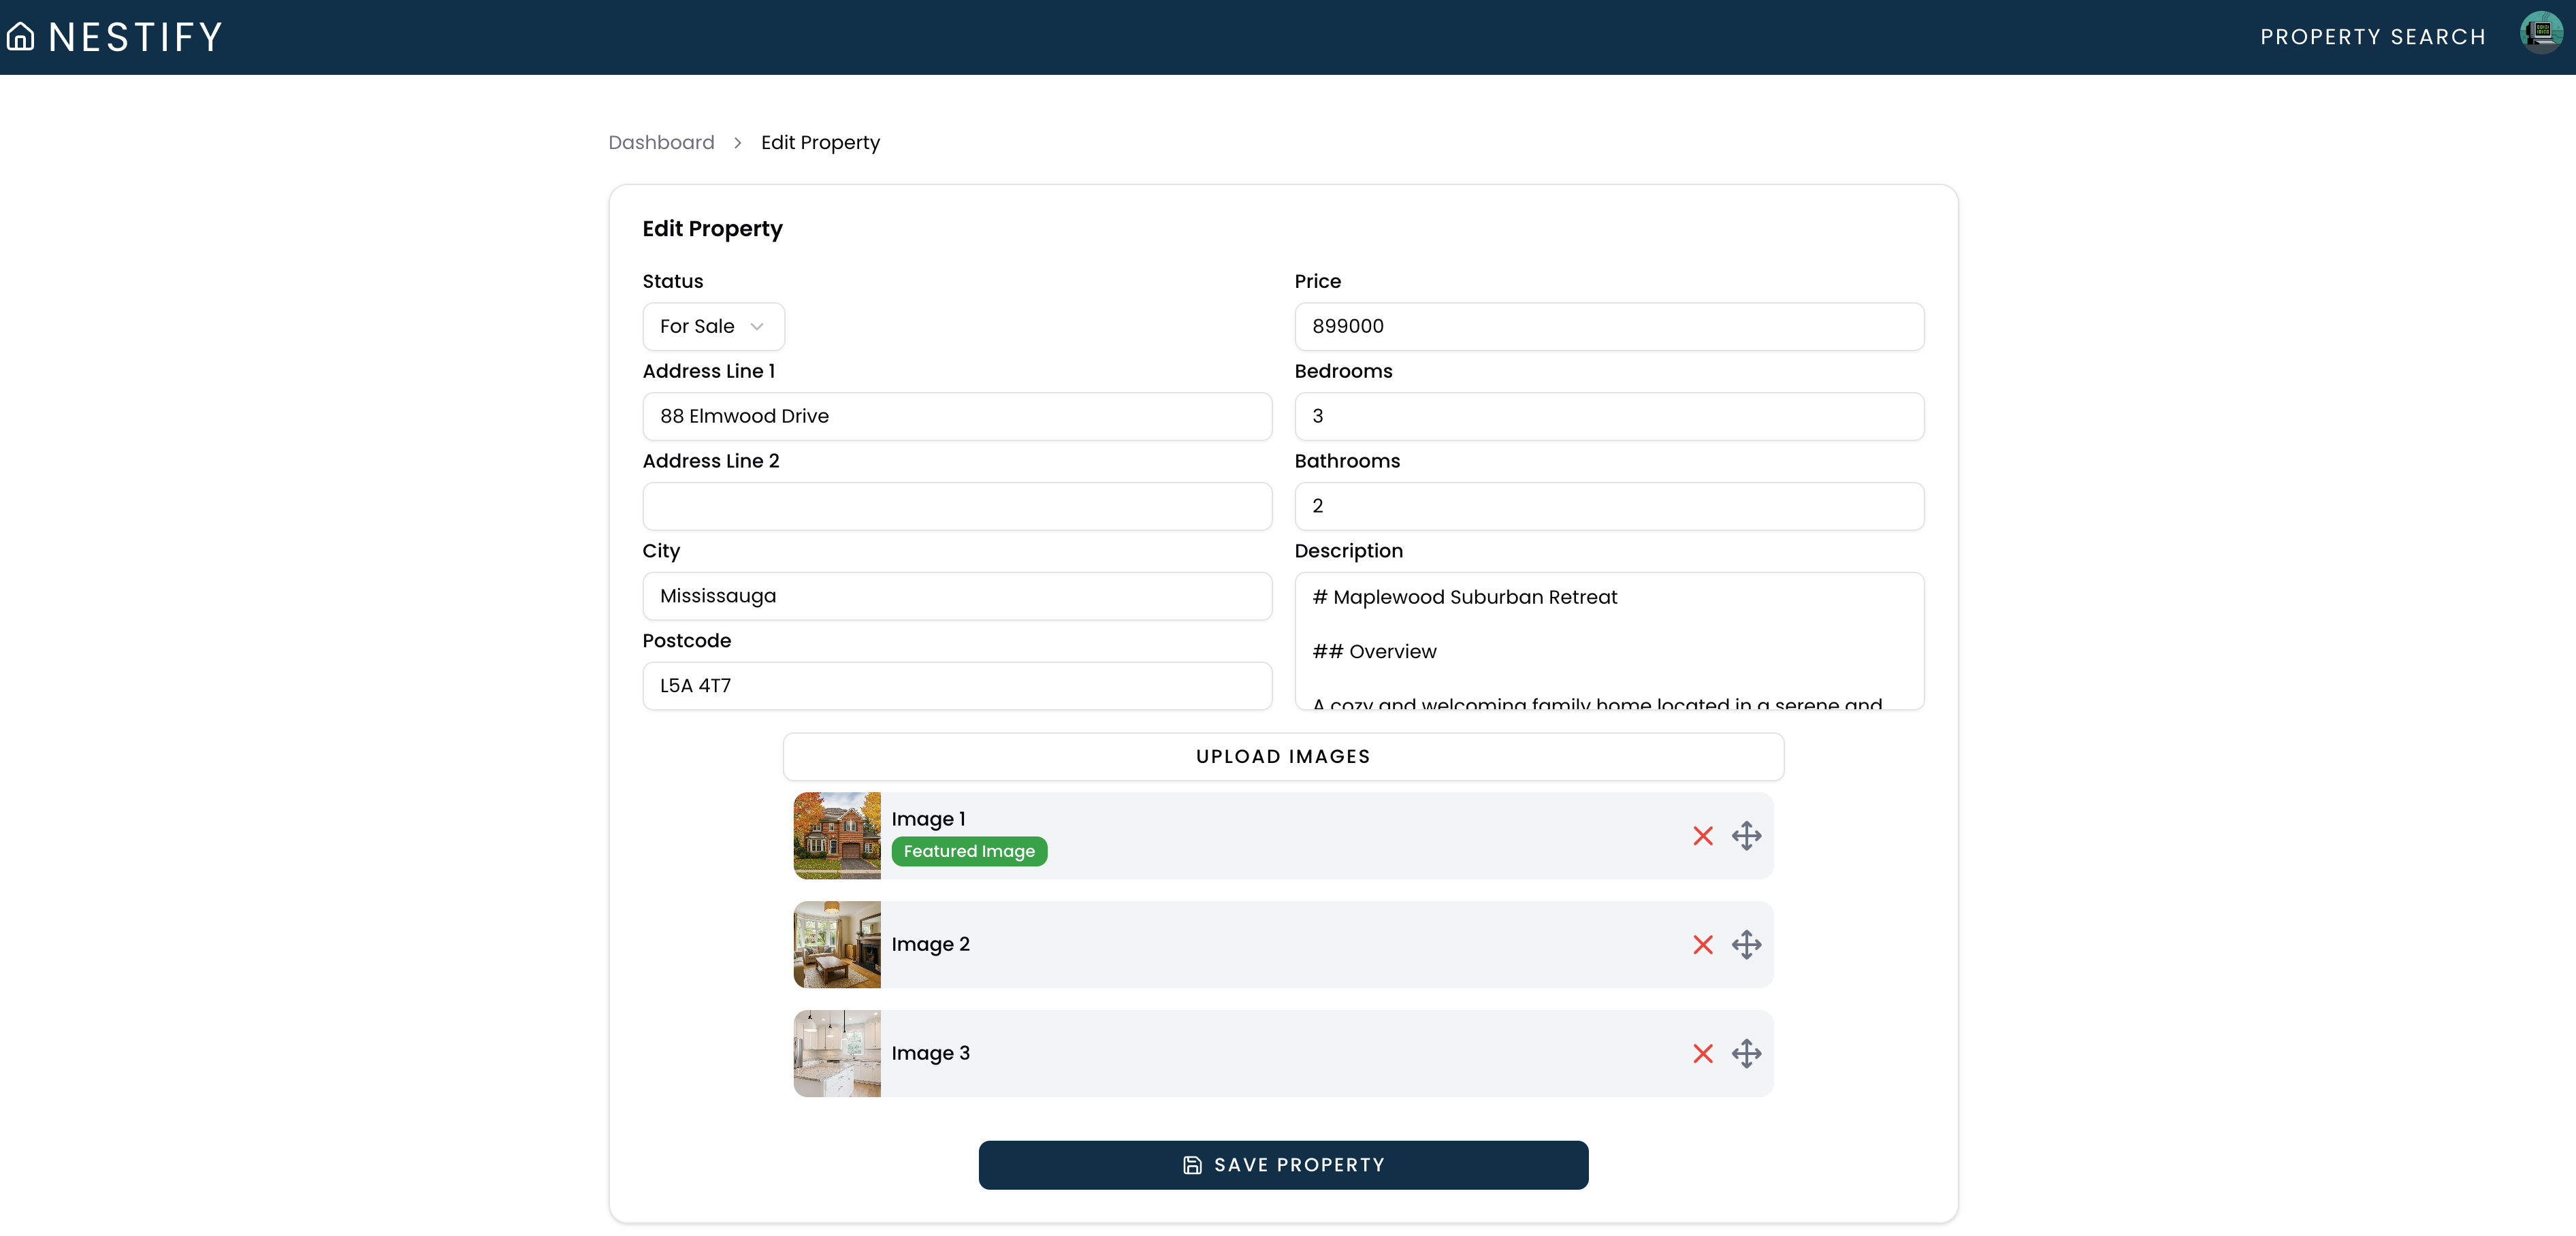 NESTIFY
PROPERTY SEARCH
Dashboard > Edit Property
Edit Property
Status
For Sale
Address Line 1
88 Elmwood Drive
Address Line 2
City
Mississauga
Postcode
L5A 4T7
Price
899000
Bedrooms
3
Bathrooms
2
Description
# Maplewood Suburban Retreat
## Overview
A cozy and welcoming family home located in a serene and
UPLOAD IMAGES
Image 1
Featured Image
Image 2
Image 3
SAVE PROPERTY